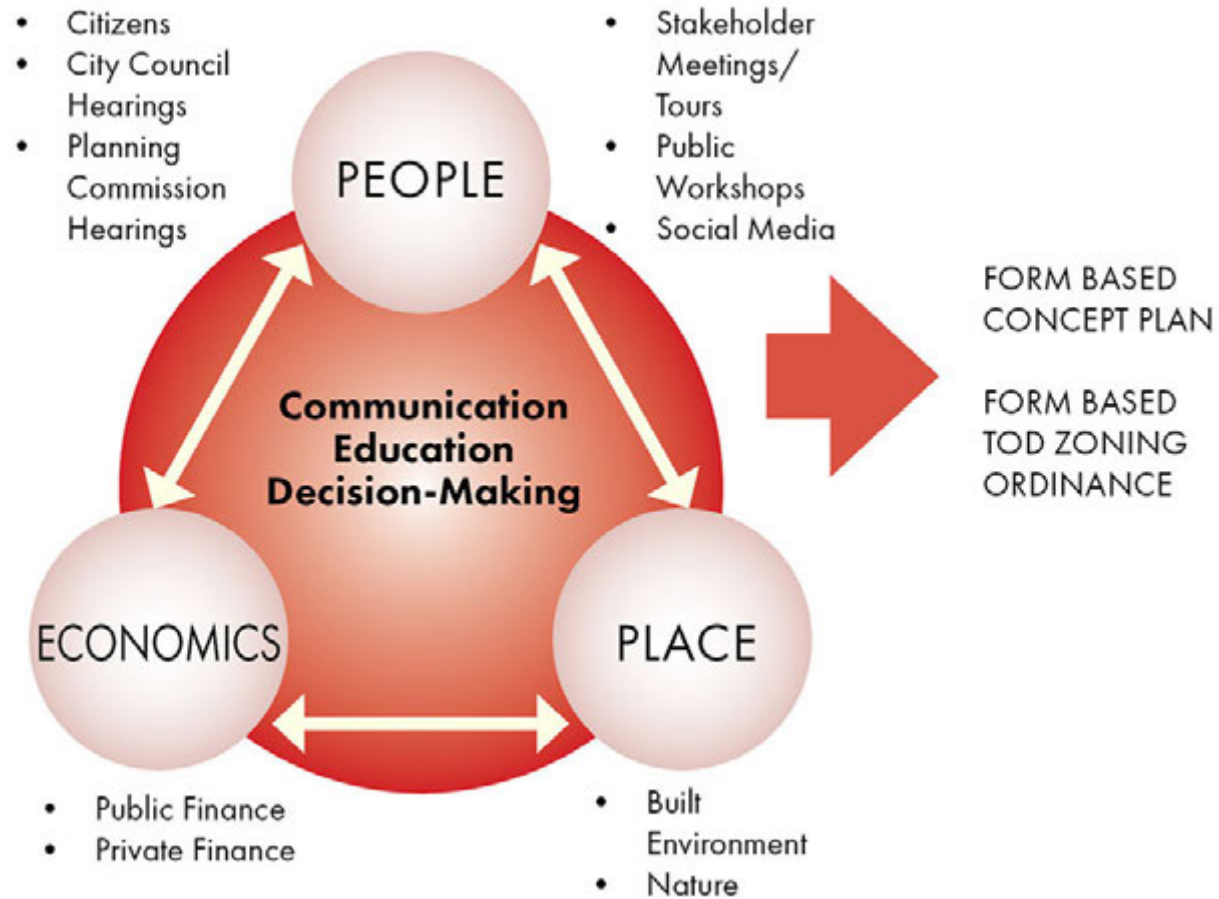 • Citizens
• City Council
Hearings
• Planning
Commission
Hearings
• Stakeholder
Meetings/
Tours
• Public
Workshops
• Social Media
PEOPLE
Communication
Education
Decision-Making
ECONOMICS
PLACE
• Public Finance
• Private Finance
• Built
Environment
• Nature
FORM BASED
CONCEPT PLAN
FORM BASED
TOD ZONING
ORDINANCE